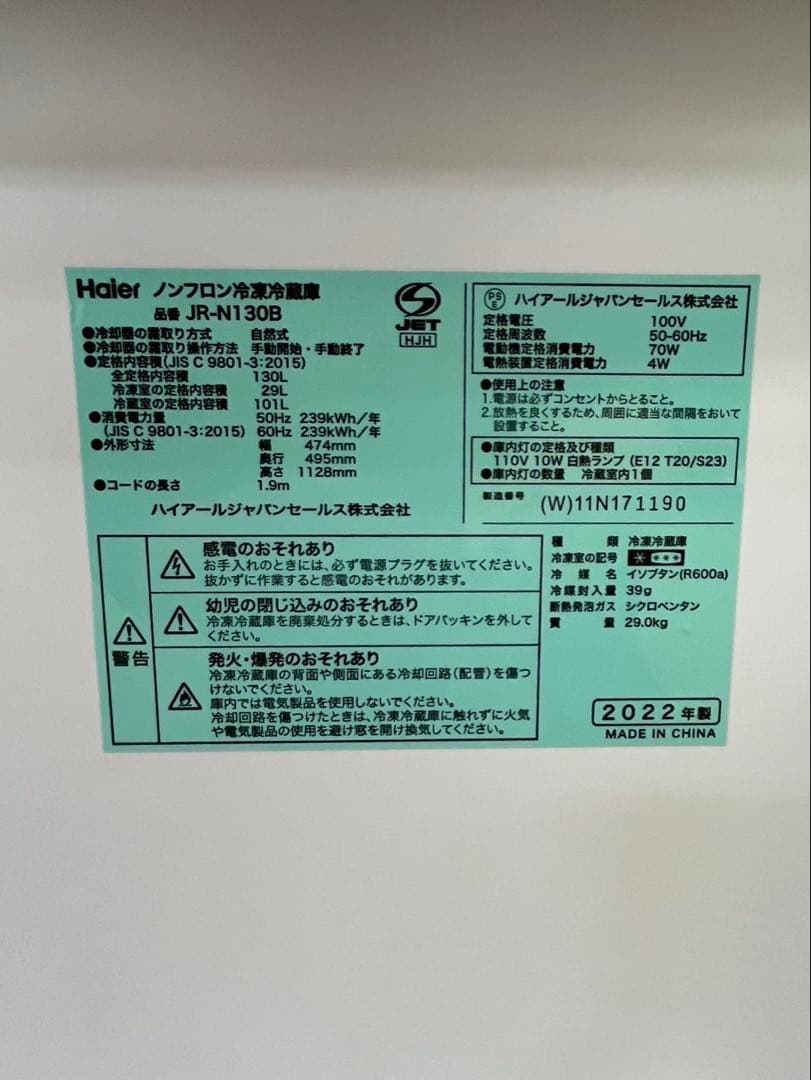 Haier ノンフロン冷凍冷蔵庫
品番 JR-N130B
●冷却器の霜取り方式 自然式
●冷却器の霜取り操作方法 手動開始・手動終了
●定格内容積(JIS C 9801-3:2015)
全定格内容積 130L
冷凍室の定格内容積 29L
冷蔵室の定格内容積 101L
●消費電力量 50Hz 239kWh/年
(JIS C 9801-3:2015) 60Hz 239kWh/年
●外形寸法 幅 474mm
奥行 495mm
高さ 1128mm
●コードの長さ 1.9m
ハイアールジャパンセールス株式会社
S
JET
HJH
PSE ハイアールジャパンセールス株式会社
定格電圧 100V
定格周波数 50-60Hz
電動機定格消費電力 70W
電熱装置定格消費電力 4W
●使用上の注意
1.電源は必ずコンセントからとること。
2.放熱を良くするため、周囲に適当な間隔をおいて
設置すること。
●庫内灯の定格及び種類
110V 10W 白熱ランプ (E12 T20/S23)
●庫内灯の数量 冷蔵室内1個
製造番号 (W)11N171190
警告
感電のおそれあり
お手入れのときには、必ず電源プラグを抜いてください。
抜かずに作業すると感電のおそれがあります。
幼児の閉じ込めのおそれあり
冷凍冷蔵庫を廃棄処分するときは、ドアパッキンを外して
ください。
発火・爆発のおそれあり
冷凍冷蔵庫の背面や側面にある冷却回路(配管)を傷つ
けないでください。
庫内では電気製品を使用しないでください。
冷却回路を傷つけたときは、冷凍冷蔵庫に触れずに火気
や電気製品の使用を避け窓を開け換気してください。
種類 冷凍冷蔵庫
冷凍室の記号 * ***
冷媒名 イソブタン(R600a)
冷媒封入量 39g
断熱発泡ガス シクロペンタン
質量 29.0kg
2022年製
MADE IN CHINA